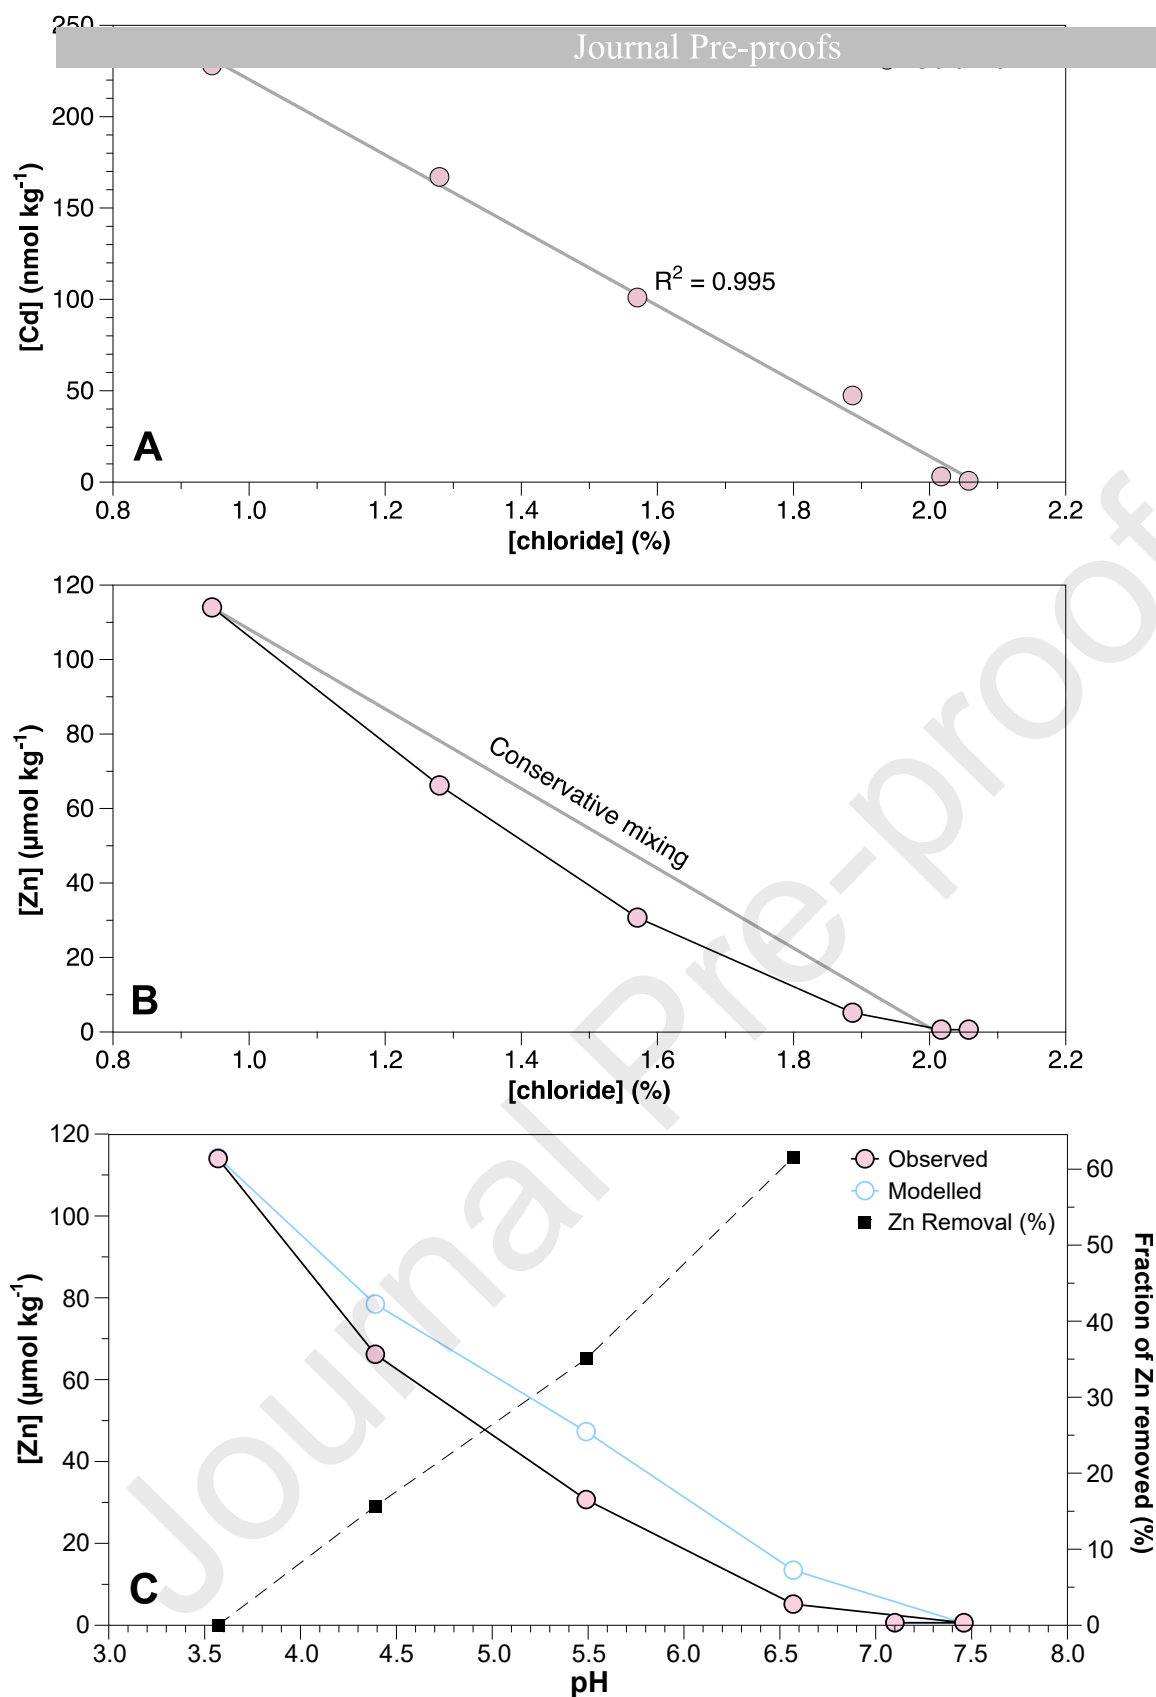 Journal Pre-proofs
250
200
150
100
50
0
[Cd] (nmol kg⁻¹)
R² = 0.995
A
0.8 1.0 1.2 1.4 1.6 1.8 2.0 2.2
[chloride] (%)
120
100
80
60
40
20
0
[Zn] (µmol kg⁻¹)
Conservative mixing
B
0.8 1.0 1.2 1.4 1.6 1.8 2.0 2.2
[chloride] (%)
120
100
80
60
40
20
0
[Zn] (µmol kg⁻¹)
Observed
Modelled
Zn Removal (%)
60
50
40
30
20
10
0
Fraction of Zn removed (%)
C
3.0 3.5 4.0 4.5 5.0 5.5 6.0 6.5 7.0 7.5 8.0
pH
Journal Pre-proof